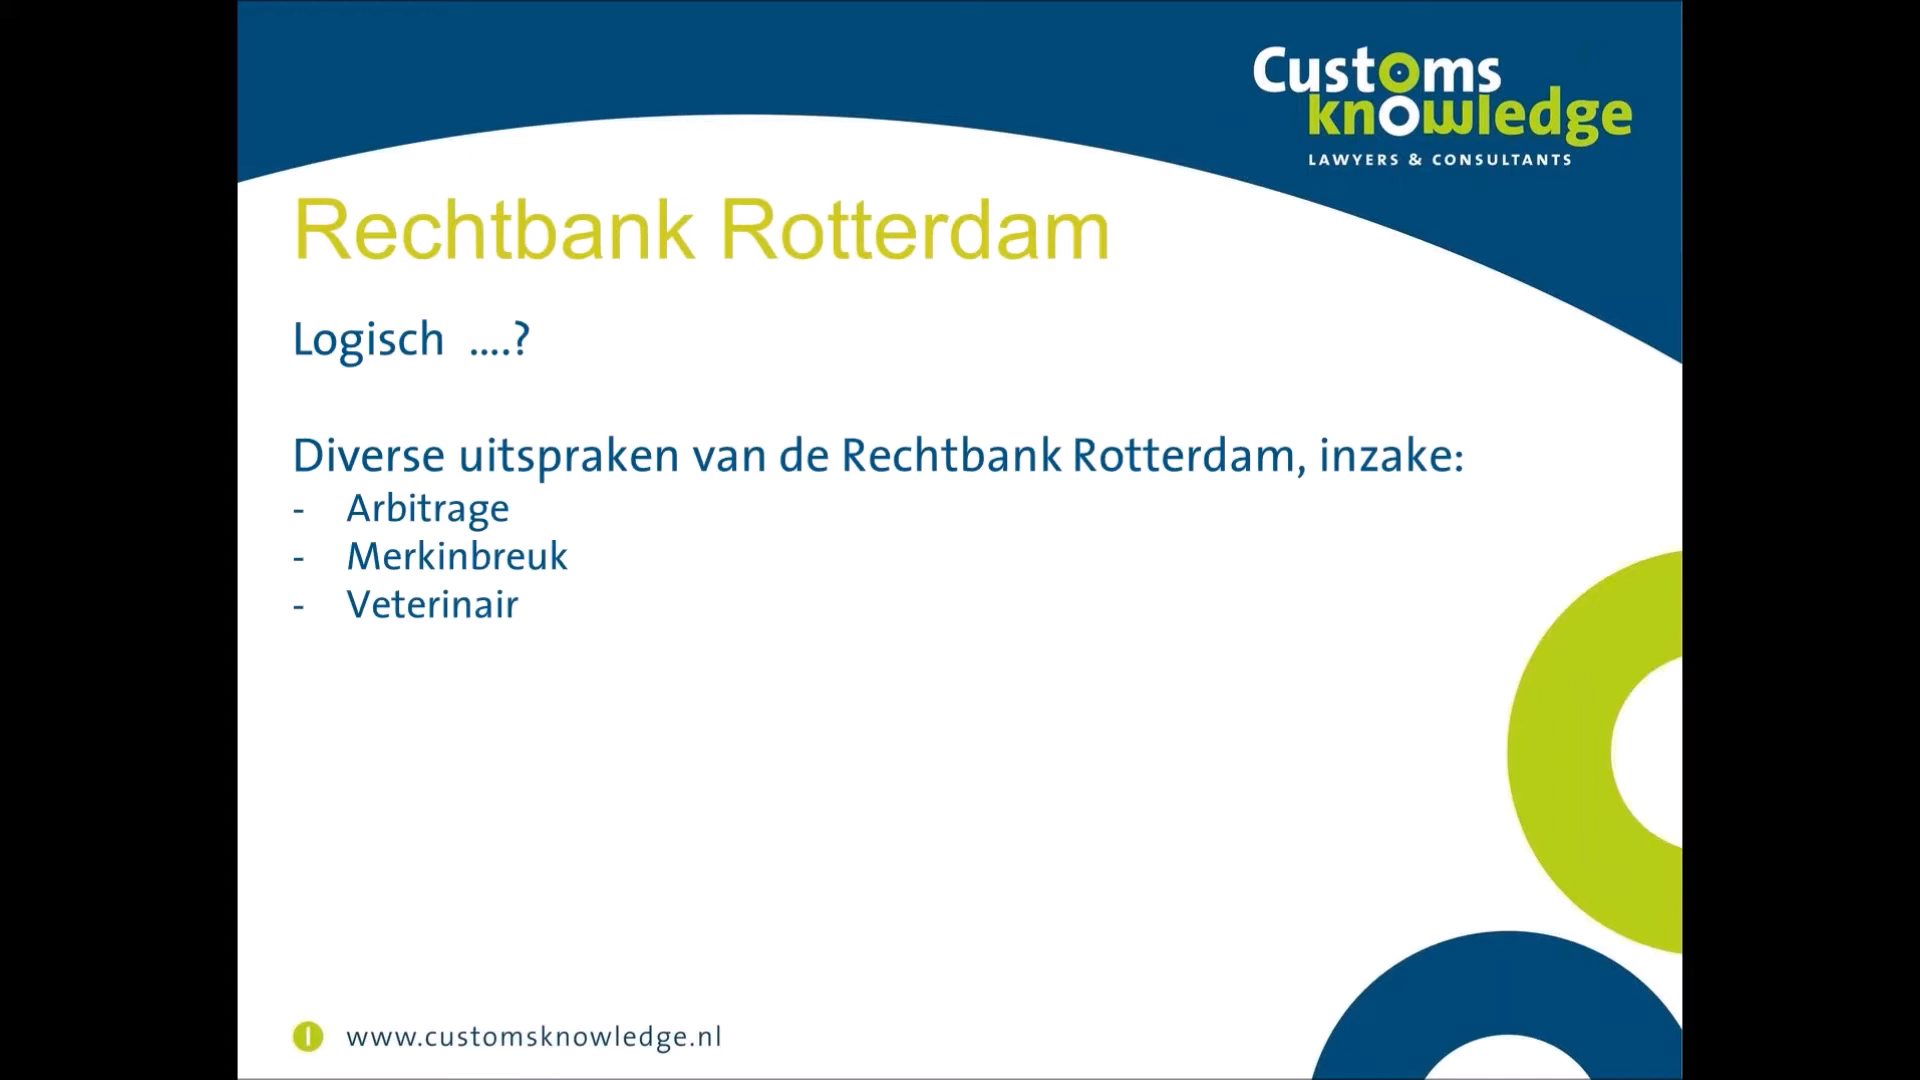 Customs
knowledge
LAWYERS & CONSULTANTS
Rechtbank Rotterdam
Logisch ....?
Diverse uitspraken van de Rechtbank Rotterdam, inzake:
- Arbitrage
- Merkinbreuk
- Veterinair
www.customsknowledge.nl